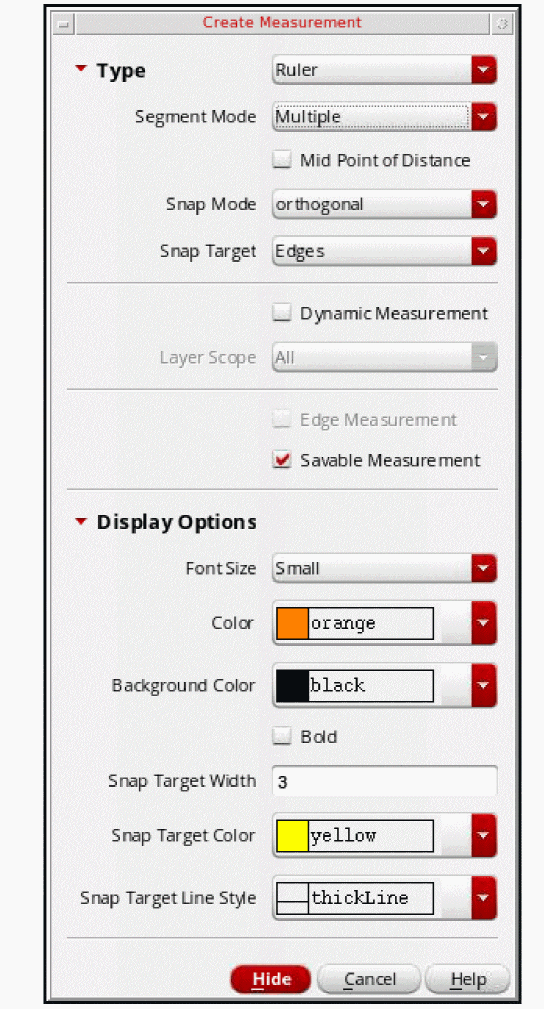 Create Measurement
Type Ruler
Segment Mode Multiple
Mid Point of Distance
Snap Mode orthogonal
Snap Target Edges
Dynamic Measurement
Layer Scope All
Edge Measurement
Savable Measurement
Display Options
Font Size Small
Color orange
Background Color black
Bold
Snap Target Width 3
Snap Target Color yellow
Snap Target Line Style thickLine
Hide Cancel Help